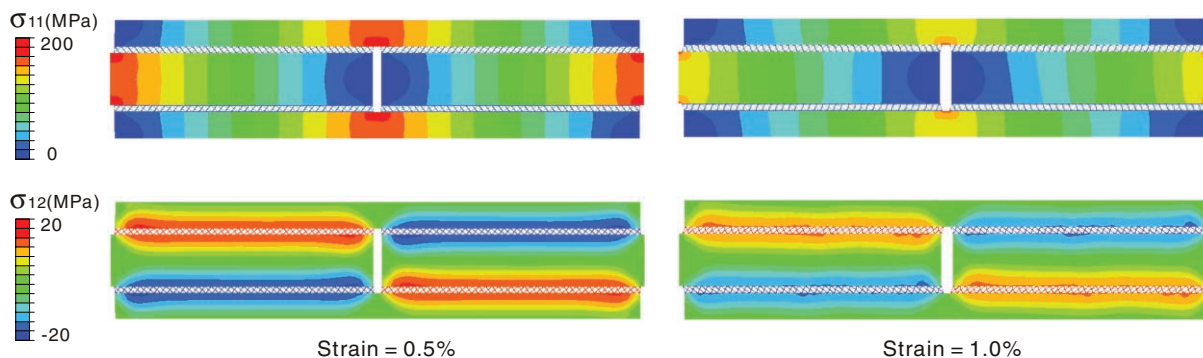 σ11(MPa)
200
0
σ12(MPa)
20
-20
Strain = 0.5%
Strain = 1.0%